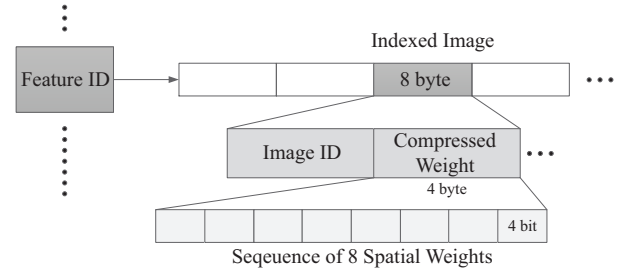 Indexed Image
Feature ID
8 byte
Image ID
Compressed
Weight
4 byte
4 bit
Seqeuence of 8 Spatial Weights